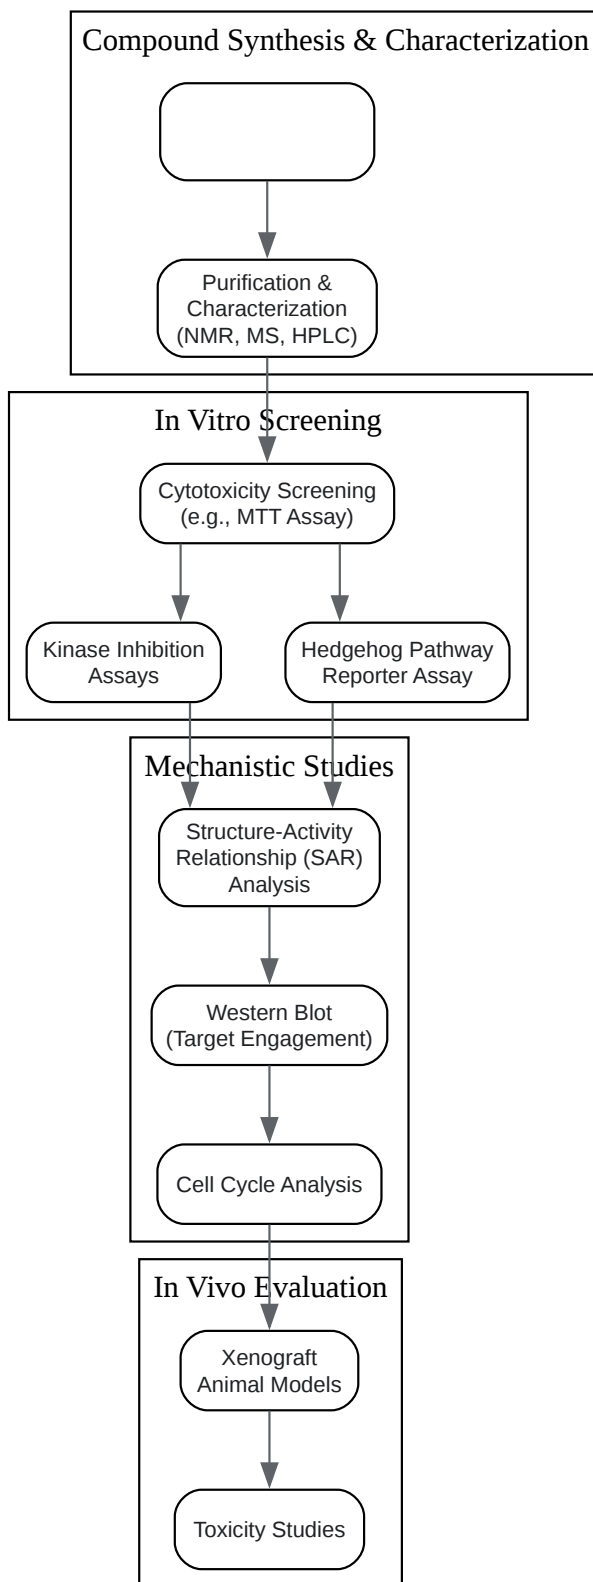 Compound Synthesis & Characterization
Purification &
Characterization
(NMR, MS, HPLC)
In Vitro Screening
Cytotoxicity Screening
(e.g., MTT Assay)
Kinase Inhibition
Assays
Hedgehog Pathway
Reporter Assay
Mechanistic Studies
Structure-Activity
Relationship (SAR)
Analysis
Western Blot
(Target Engagement)
Cell Cycle Analysis
In Vivo Evaluation
Xenograft
Animal Models
Toxicity Studies